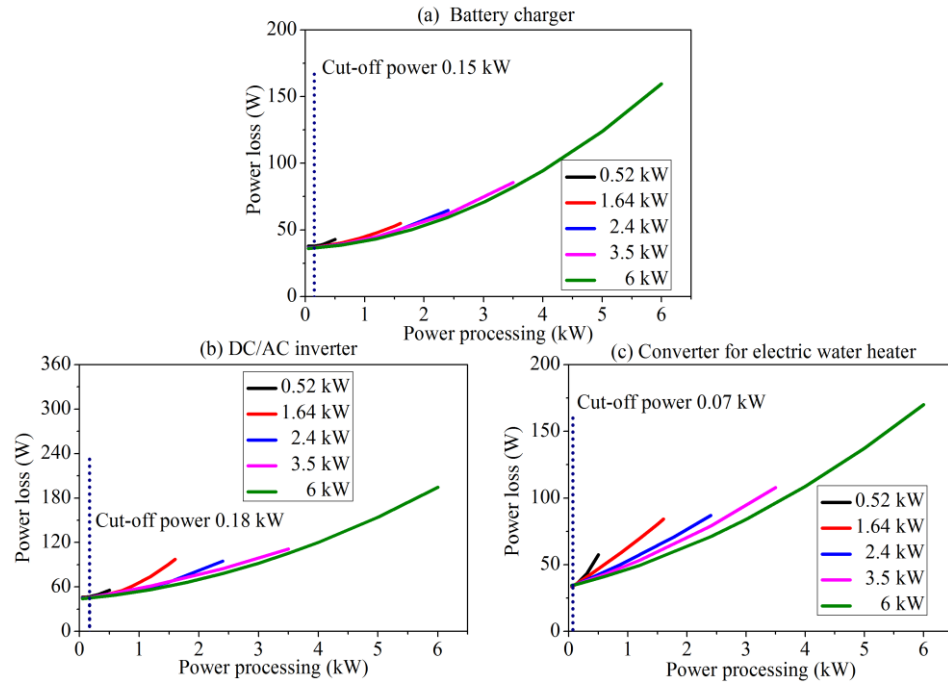 (a) Battery charger
200
150
100
50
0
Power loss (W)
Cut-off power 0.15 kW
0.52 kW
1.64 kW
2.4 kW
3.5 kW
6 kW
0 1 2 3 4 5 6
Power processing (kW)
(b) DC/AC inverter
360
300
240
180
120
60
0
Power loss (W)
0.52 kW
1.64 kW
2.4 kW
3.5 kW
6 kW
Cut-off power 0.18 kW
0 1 2 3 4 5 6
Power processing (kW)
(c) Converter for electric water heater
200
150
100
50
0
Power loss (W)
Cut-off power 0.07 kW
0.52 kW
1.64 kW
2.4 kW
3.5 kW
6 kW
0 1 2 3 4 5 6
Power processing (kW)